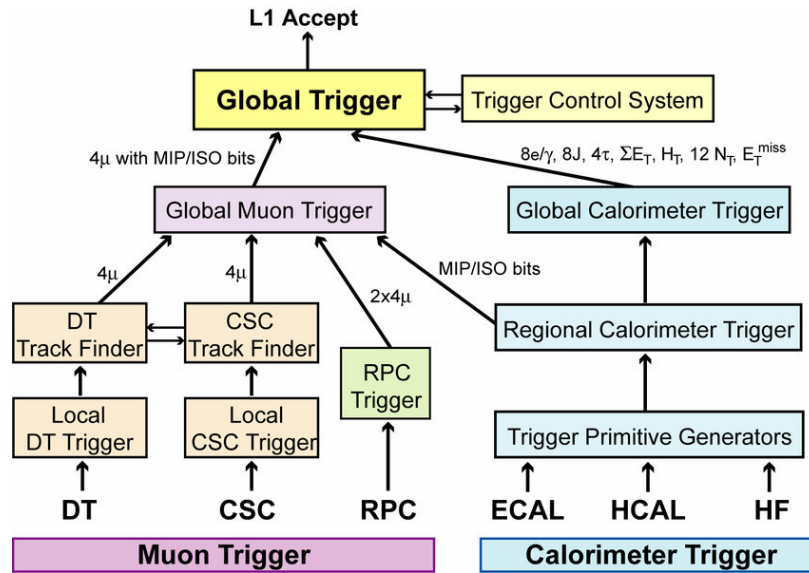 L1 Accept
Global Trigger
Trigger Control System
4μ with MIP/ISO bits
8e/γ, 8J, 4τ, ΣE_T, H_T, 12 N_T, E_T^miss
Global Muon Trigger
Global Calorimeter Trigger
4μ
4μ
2x4μ
MIP/ISO bits
DT
Track Finder
CSC
Track Finder
Regional Calorimeter Trigger
RPC
Trigger
Local
DT Trigger
Local
CSC Trigger
Trigger Primitive Generators
DT
CSC
RPC
ECAL
HCAL
HF
Muon Trigger
Calorimeter Trigger